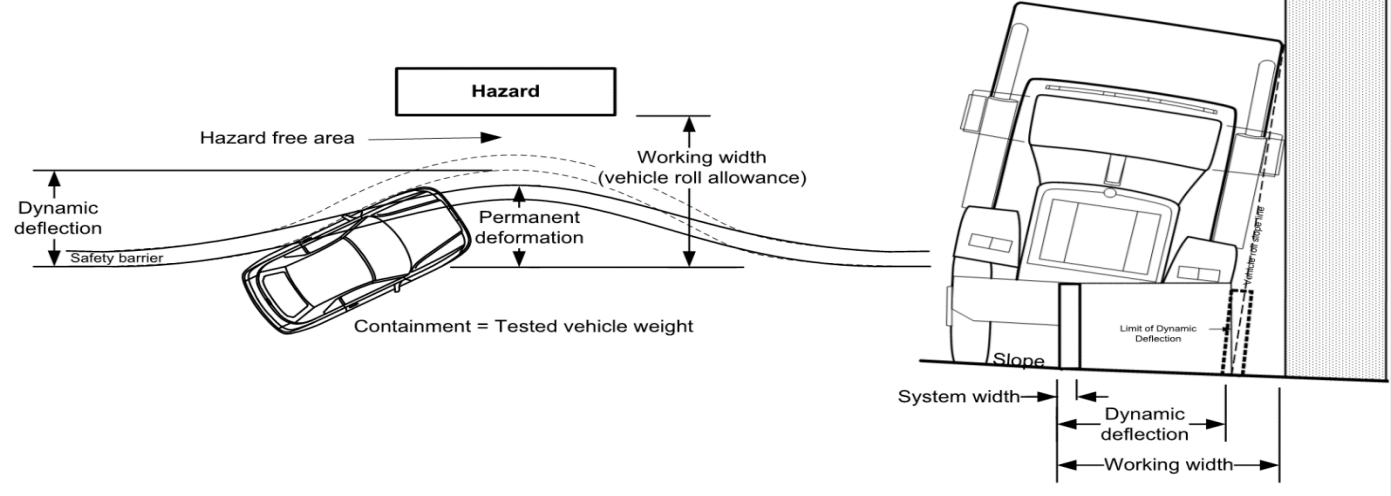 Hazard
Hazard free area
Working width
(vehicle roll allowance)
Dynamic
deflection
Permanent
deformation
Safety barrier
Containment = Tested vehicle weight
Vehicle roll slope line
Limit of Dynamic
Deflection
Slope
System width
Dynamic
deflection
Working width